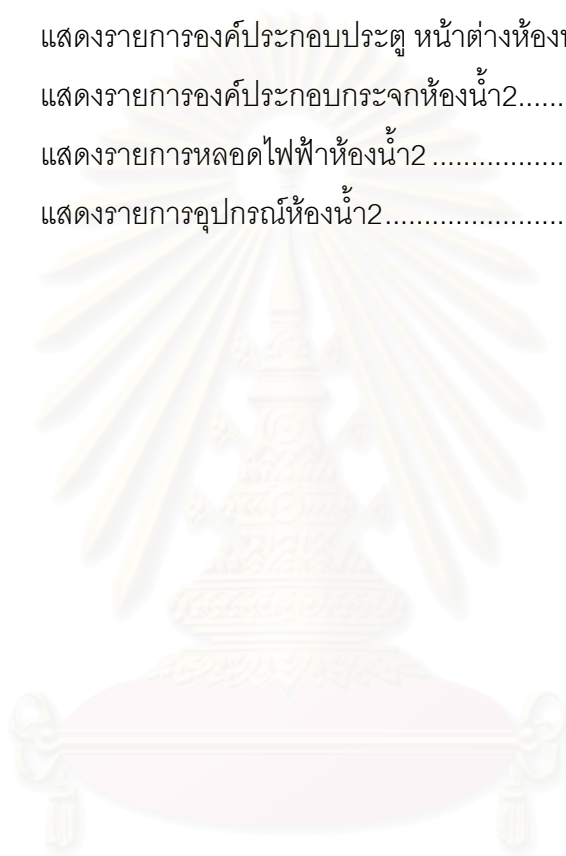 แสดงรายการองค์ประกอบประตู หน้าต่าง
แสดงรายการองค์ประกอบกระจกห้องน้ำ2......
แสดงรายการหลอดไฟฟ้าห้องน้ำ2 .................
แสดงรายการอุปกรณ์ห้องน้ำ2.......................